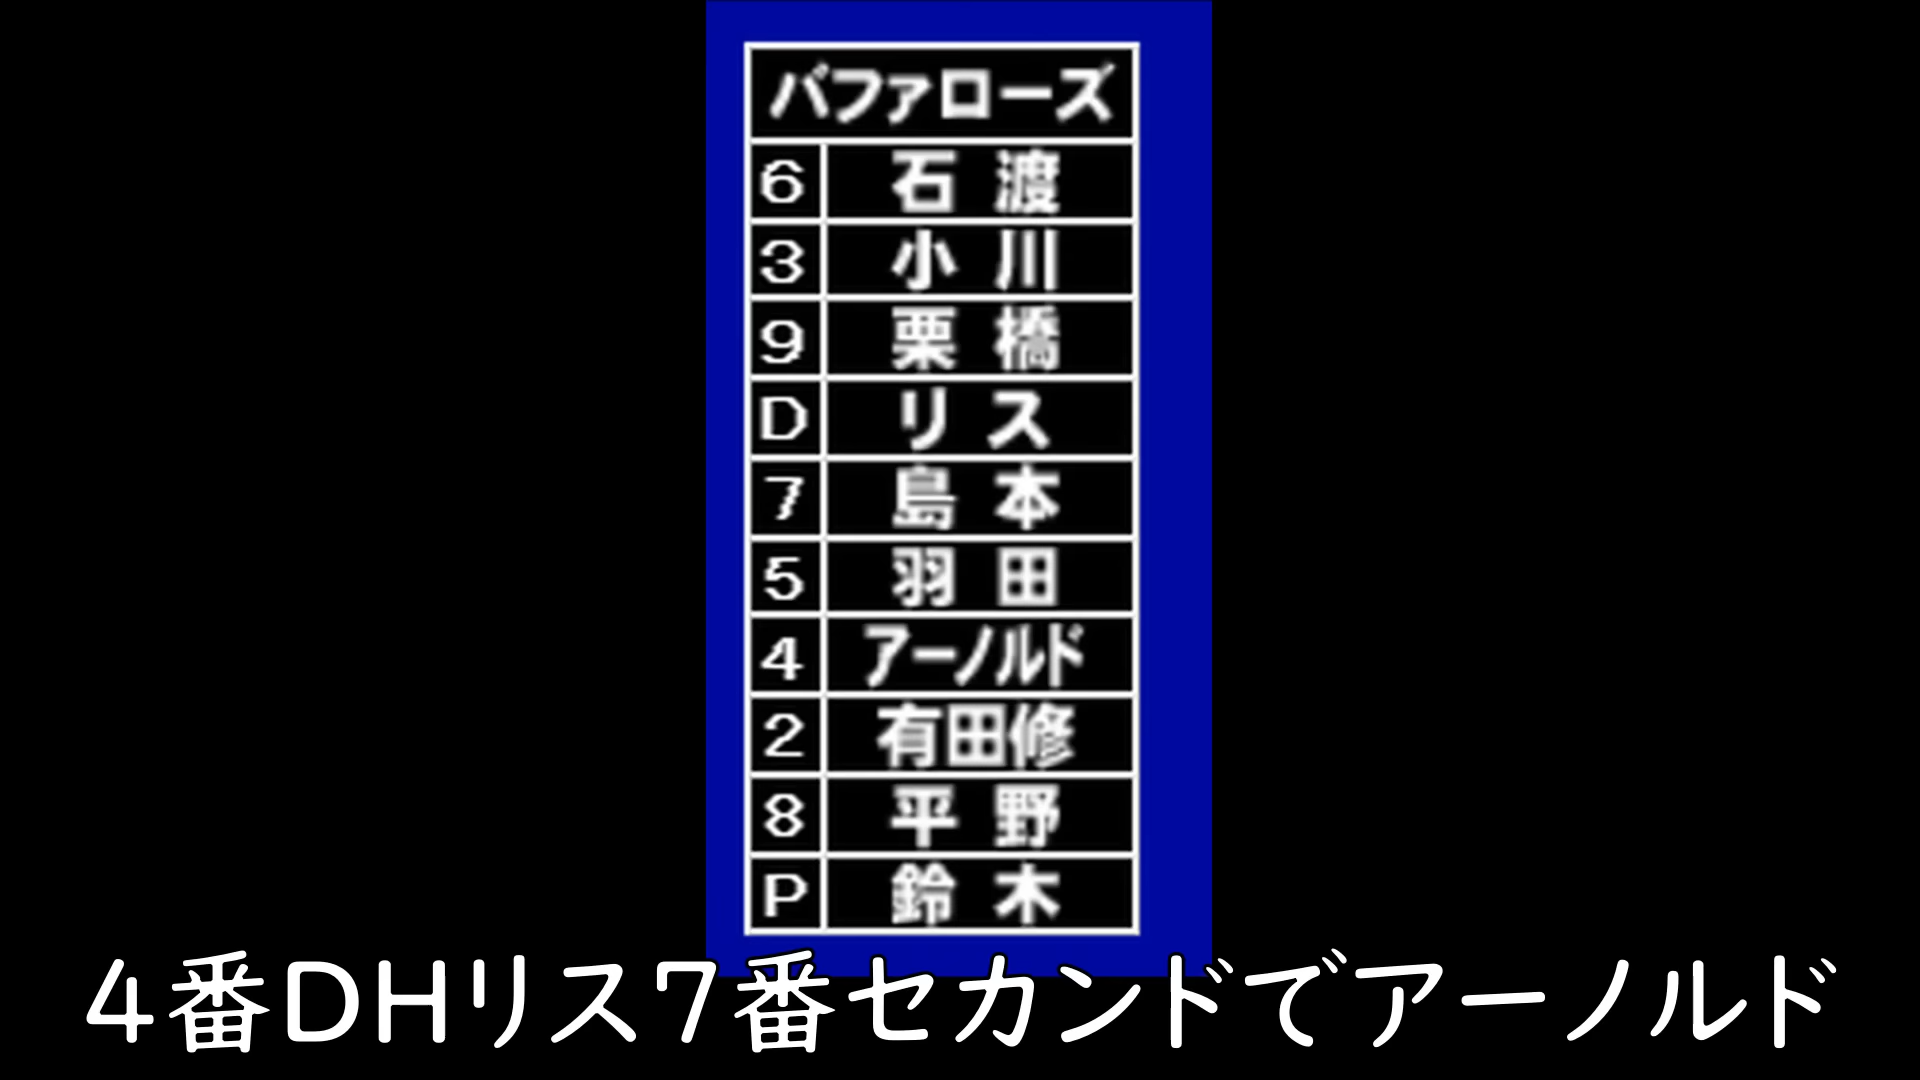 バファローズ
6 石渡
3 小川
9 栗橋
D リス
7 島本
5 羽田
4 アーノルド
2 有田修
8 平野
P 鈴木
4番DHリス7番セカンドでアーノルド